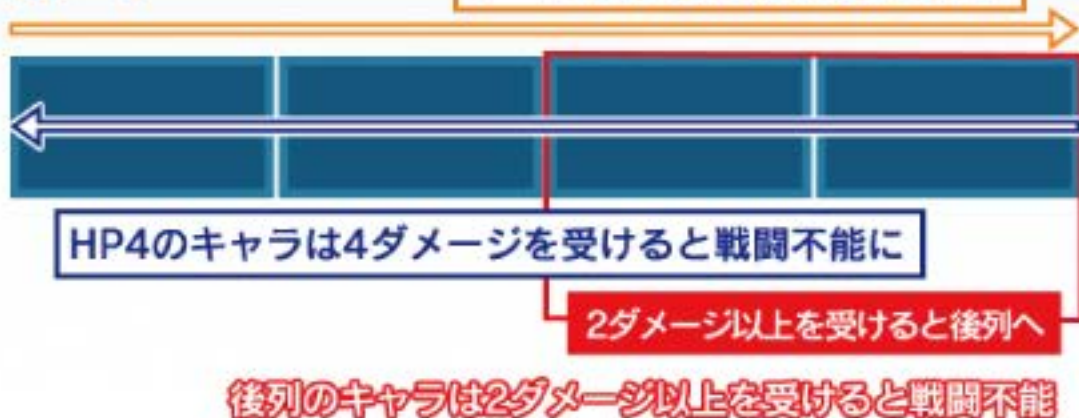 HP4のキャラは4ダメージを受けると戦闘不能に
2ダメージ以上を受けると後列へ
後列のキャラは2ダメージ以上を受けると戦闘不能